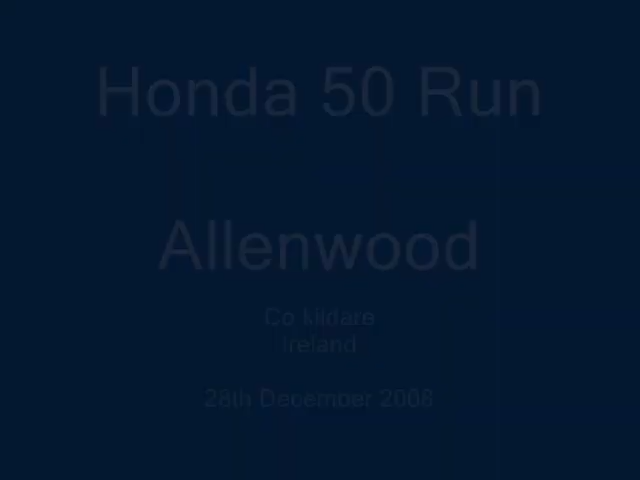 Honda 50 Run
Allenwood
Co kildare
Ireland
28th December 2008